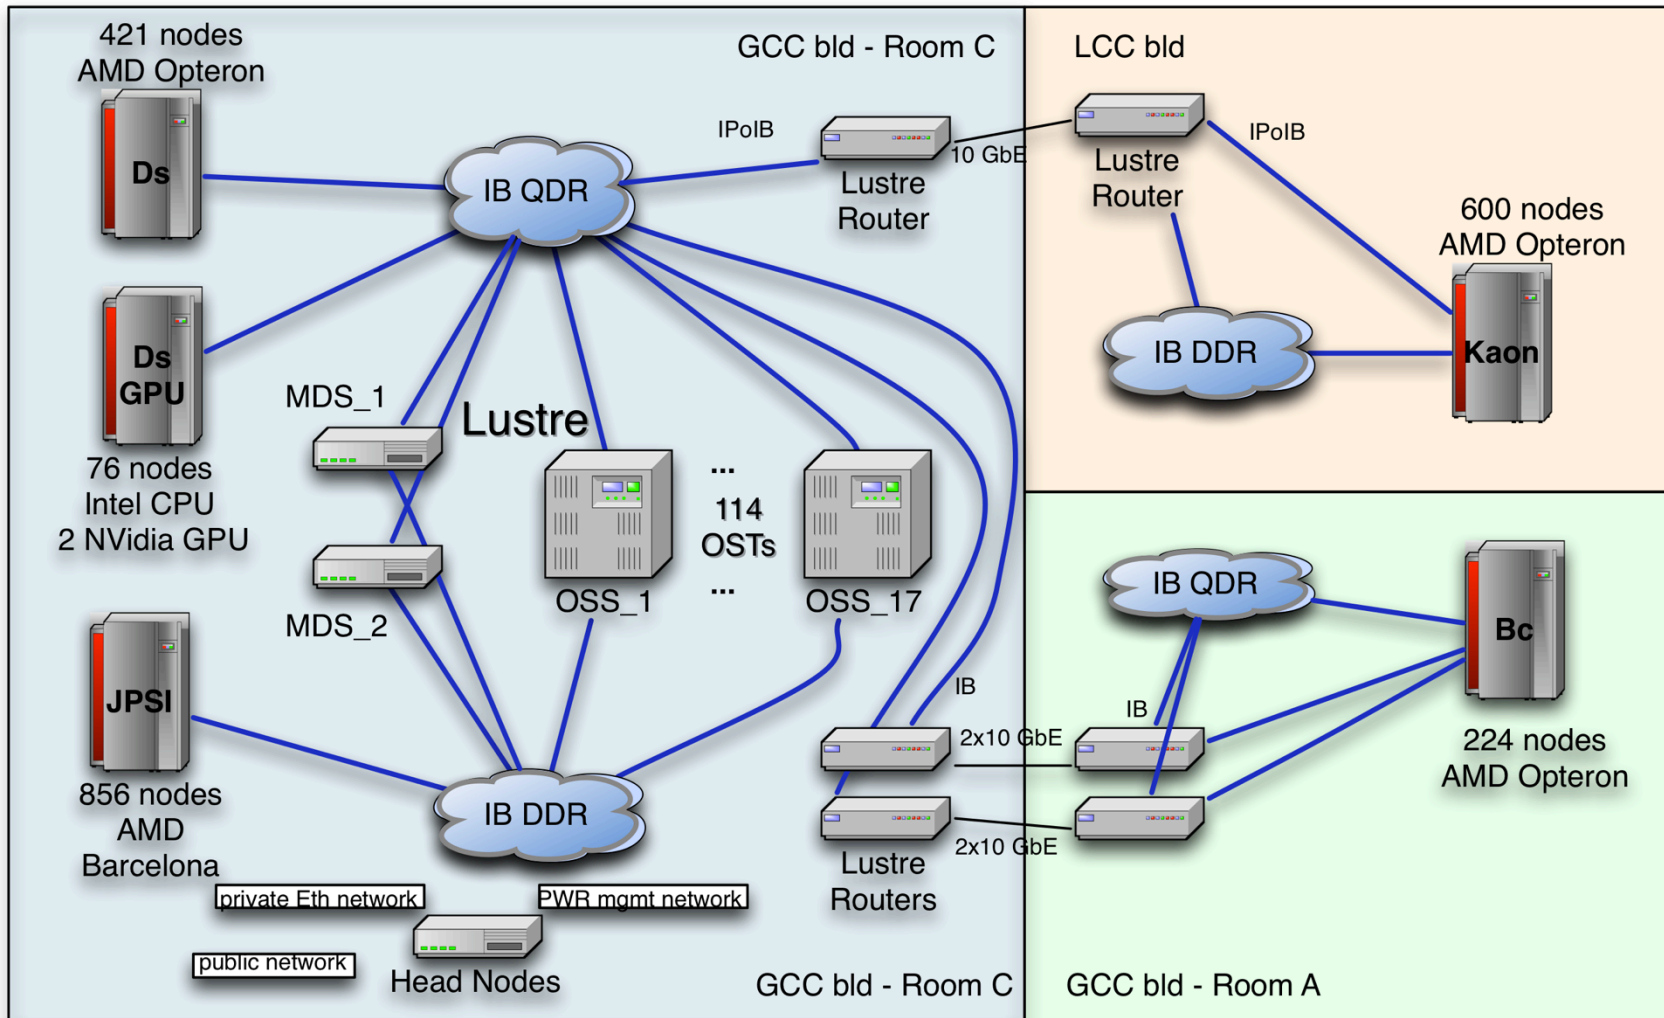 421 nodes
AMD Opteron
Ds
GCC bld - Room C
IPoIB
10 GbE
Lustre
Router
IB QDR
Ds
GPU
76 nodes
Intel CPU
2 NVidia GPU
MDS_1
Lustre
MDS_2
OSS_1
...
114
OSTs
...
OSS_17
JPSI
856 nodes
AMD
Barcelona
IB DDR
IB
2x10 GbE
2x10 GbE
Lustre
Routers
private Eth network
PWR mgmt network
public network
Head Nodes
GCC bld - Room C
LCC bld
Lustre
Router
IPoIB
600 nodes
AMD Opteron
Kaon
IB DDR
IB QDR
Bc
IB
224 nodes
AMD Opteron
GCC bld - Room A